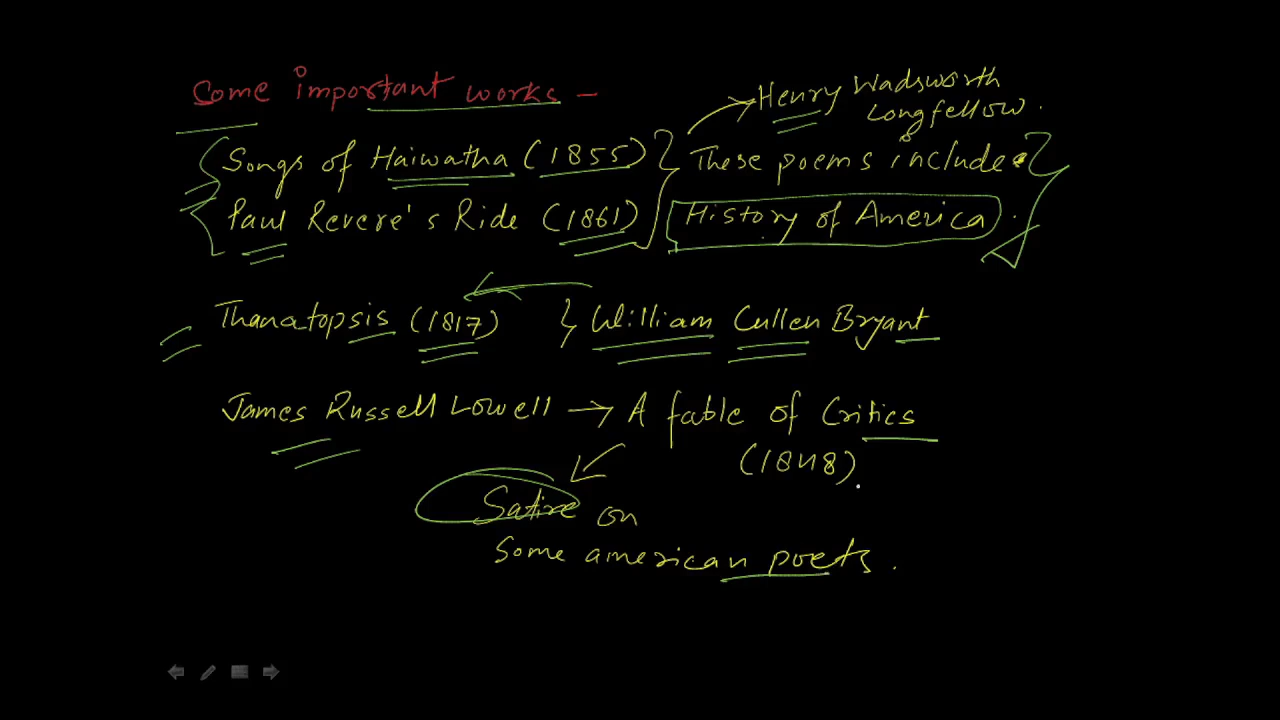 Some important works -
Henry Wadsworth
Longfellow.
Songs of Haiwatha (1855) } These poems include
Paul Revere's Ride (1861) History of America.
Thanatopsis (1817) } William Cullen Bryant
James Russell Lowell → A fable of Critics
(1848)
Satire on
Some american poets.